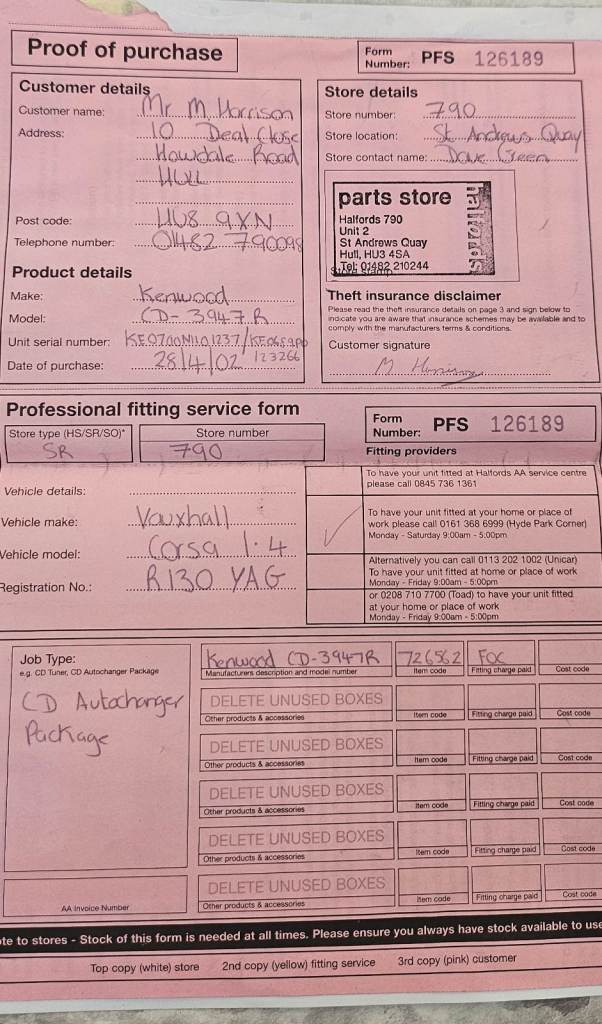 Proof of purchase
Form Number: PFS 126189
Customer details
Customer name: Mr M Harrison
Address: 10 Deal Close
Howdale Road
HULL
Post code: HU8 9XN
Telephone number: 01482 790098
Product details
Make: Kenwood
Model: CD-3947R
Unit serial number:
Date of purchase: 28/4/02 123266
Store details
Store number: 790
Store location: St. Andrews Quay
Store contact name: Dave Green
parts store
halfords
Halfords 790
Unit 2
St Andrews Quay
Hull, HU3 4SA
Tel: 01482 210244
Store stamp
Theft insurance disclaimer
Please read the theft insurance details on page 3 and sign below to
indicate you are aware that insurance schemes may be available and to
comply with the manufacturers terms & conditions.
Customer signature
M Harrison
Professional fitting service form
Form Number: PFS 126189
Store type (HS/SR/SO)*
SR
Store number
790
Fitting providers
Vehicle details:
Vehicle make: Vauxhall
Vehicle model: Corsa 1.4
Registration No.: R130 YAG
To have your unit fitted at Halfords AA service centre
please call 0845 736 1361
To have your unit fitted at your home or place of
work please call 0161 368 6999 (Hyde Park Corner)
Monday - Saturday 9:00am - 5:00pm
Alternatively you can call 0113 202 1002 (Unicar)
To have your unit fitted at home or place of work
Monday - Friday 9:00am - 5:00pm
or 0208 710 7700 (Toad) to have your unit fitted
at your home or place of work
Monday - Friday 9:00am - 5:00pm
Job Type:
e.g. CD Tuner, CD Autochanger Package
CD Autochanger
Package
AA Invoice Number
Kenwood CD-3947R 726562 FOC
Manufacturers description and model number Item code Fitting charge paid Cost code
DELETE UNUSED BOXES
Other products & accessories Item code Fitting charge paid Cost code
DELETE UNUSED BOXES
Other products & accessories Item code Fitting charge paid Cost code
DELETE UNUSED BOXES
Other products & accessories Item code Fitting charge paid Cost code
DELETE UNUSED BOXES
Other products & accessories Item code Fitting charge paid Cost code
DELETE UNUSED BOXES
Other products & accessories Item code Fitting charge paid Cost code
te to stores - Stock of this form is needed at all times. Please ensure you always have stock available to use
Top copy (white) store 2nd copy (yellow) fitting service 3rd copy (pink) customer